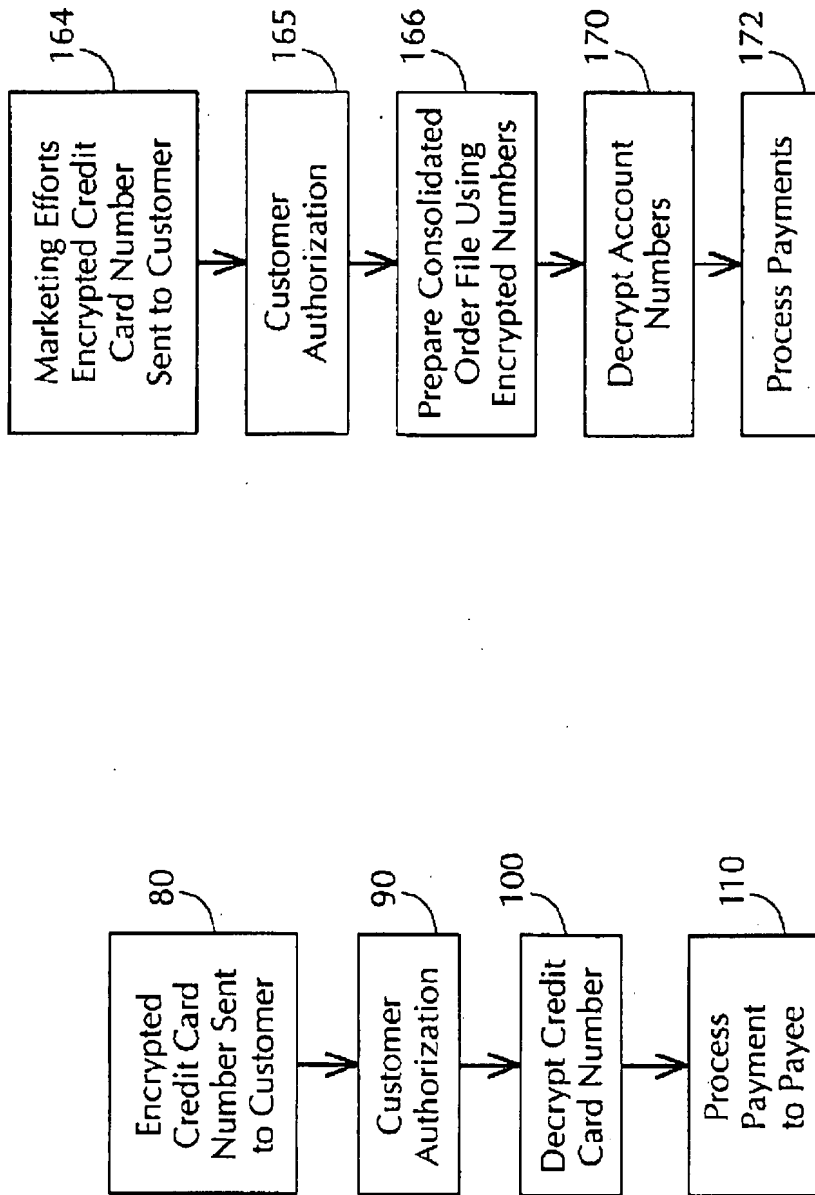 80
Encrypted
Credit Card
Number Sent
to Customer
90
Customer
Authorization
100
Decrypt Credit
Card Number
110
Process
Payment
to Payee
164
Marketing Efforts
Encrypted Credit
Card Number
Sent to Customer
165
Customer
Authorization
166
Prepare Consolidated
Order File Using
Encrypted Numbers
170
Decrypt Account
Numbers
172
Process Payments